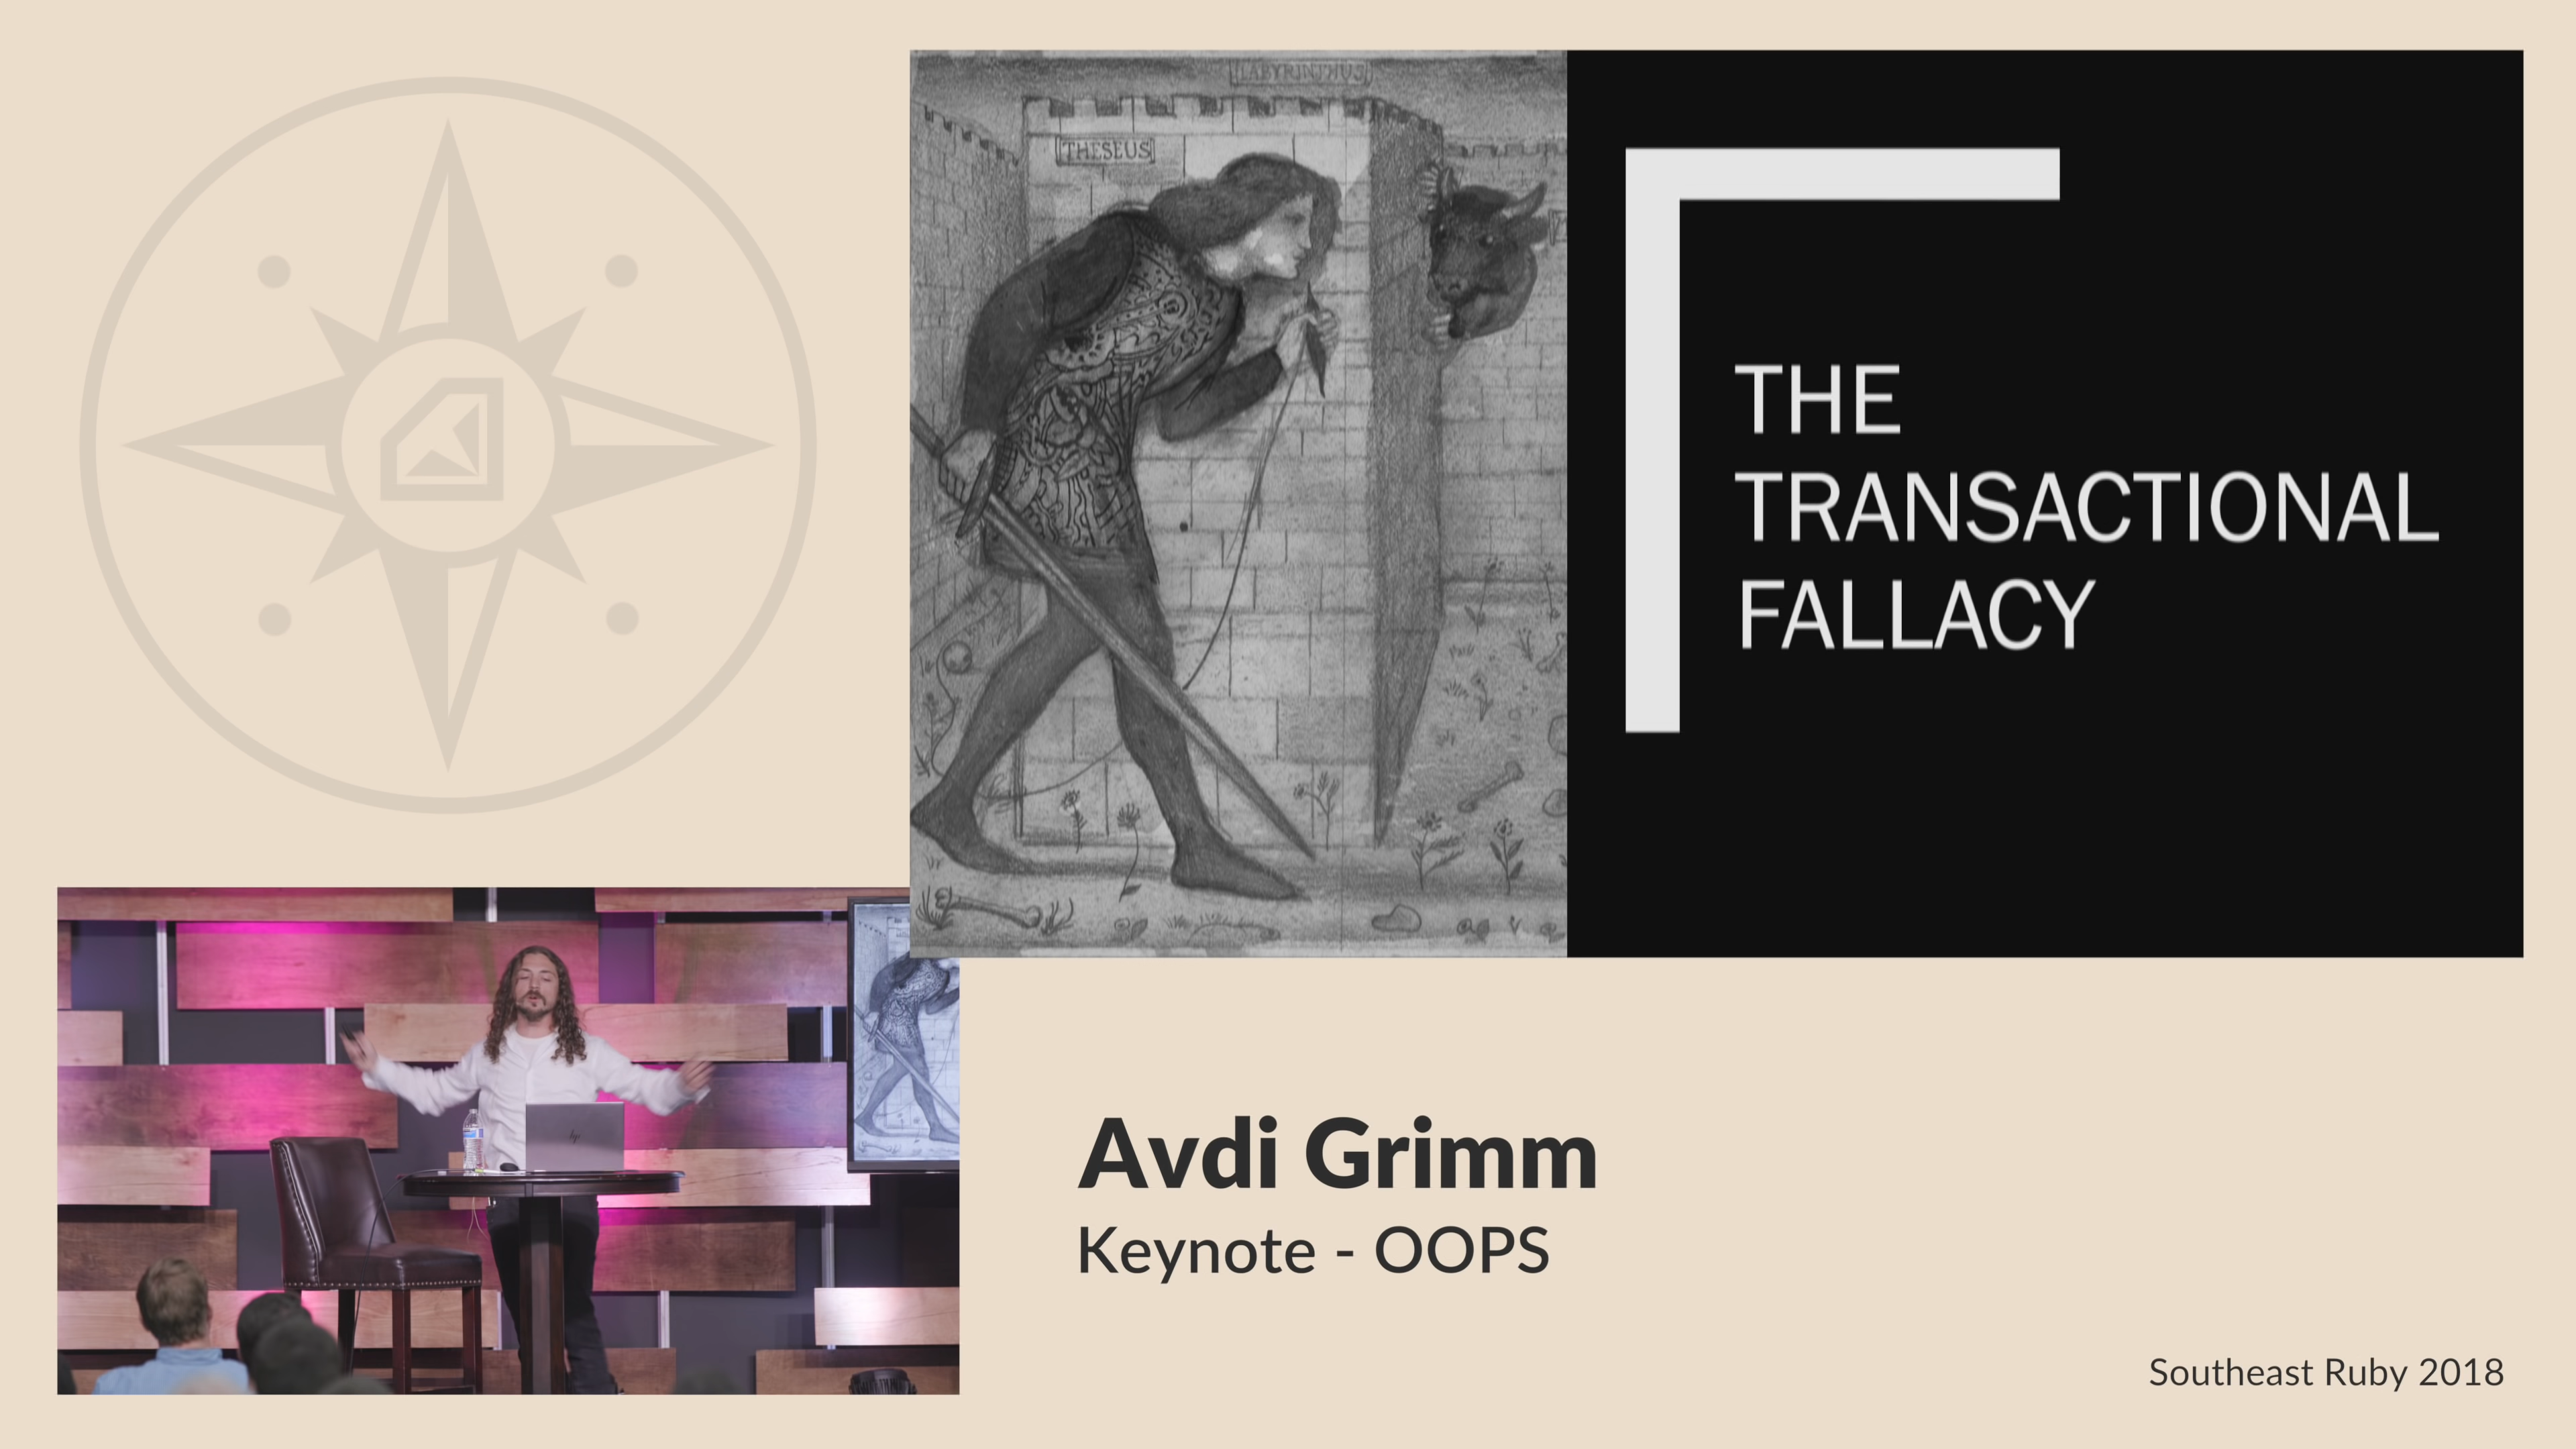 LABYRINTHUS
THESEUS
THE
TRANSACTIONAL
FALLACY
Avdi Grimm
Keynote - OOPS
Southeast Ruby 2018